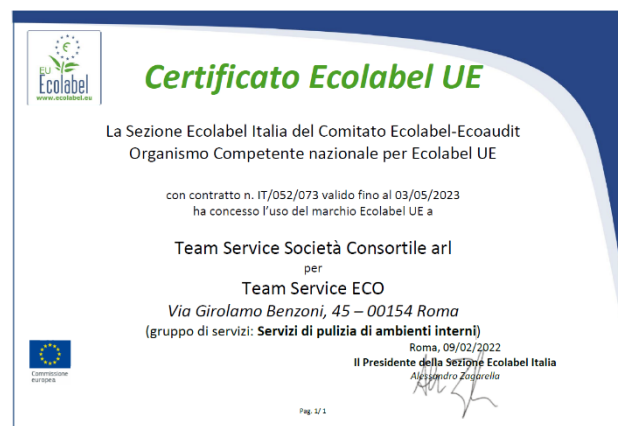 EU
Ecolabel
www.ecolabel.eu
Certificato Ecolabel UE
La Sezione Ecolabel Italia del Comitato Ecolabel-Ecoaudit
Organismo Competente nazionale per Ecolabel UE
con contratto n. IT/052/073 valido fino al 03/05/2023
ha concesso l’uso del marchio Ecolabel UE a
Team Service Società Consortile arl
per
Team Service ECO
Via Girolamo Benzoni, 45 – 00154 Roma
(gruppo di servizi: Servizi di pulizia di ambienti interni)
Roma, 09/02/2022
Il Presidente della Sezione Ecolabel Italia
Alessandro Zagarella
Commissione
europea
Pag. 1/1